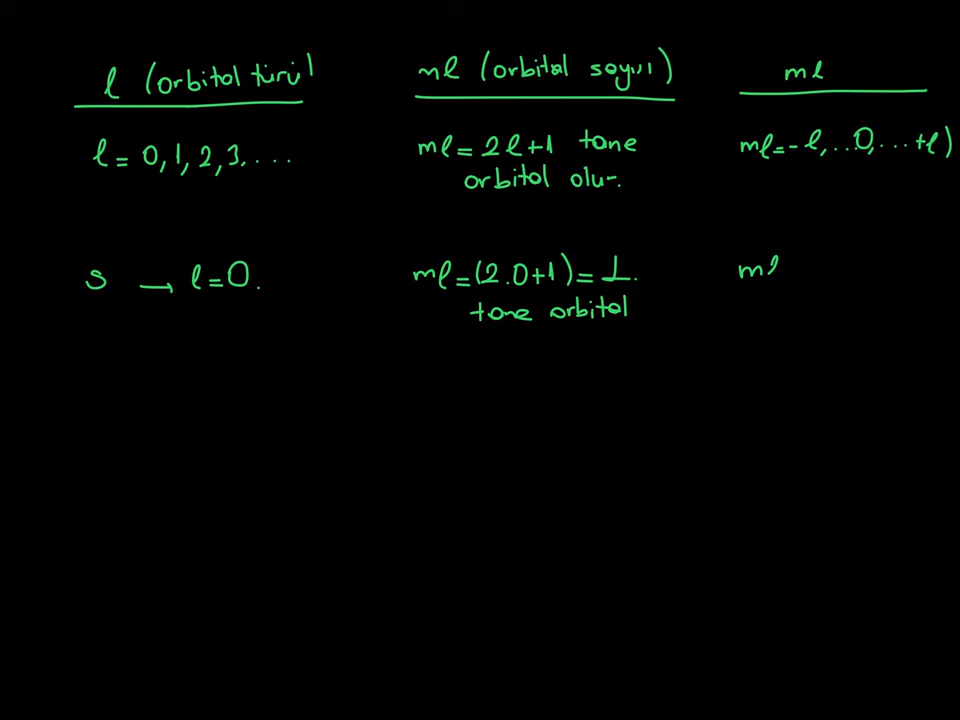 l (orbital türü)
ml (orbital sayısı)
ml
l = 0, 1, 2, 3, ...
ml = 2l+1 tane
orbital olur.
ml = -l, ... 0, ... +l)
s → l = 0.
ml = (2.0+1) = 1.
tane orbital
ml